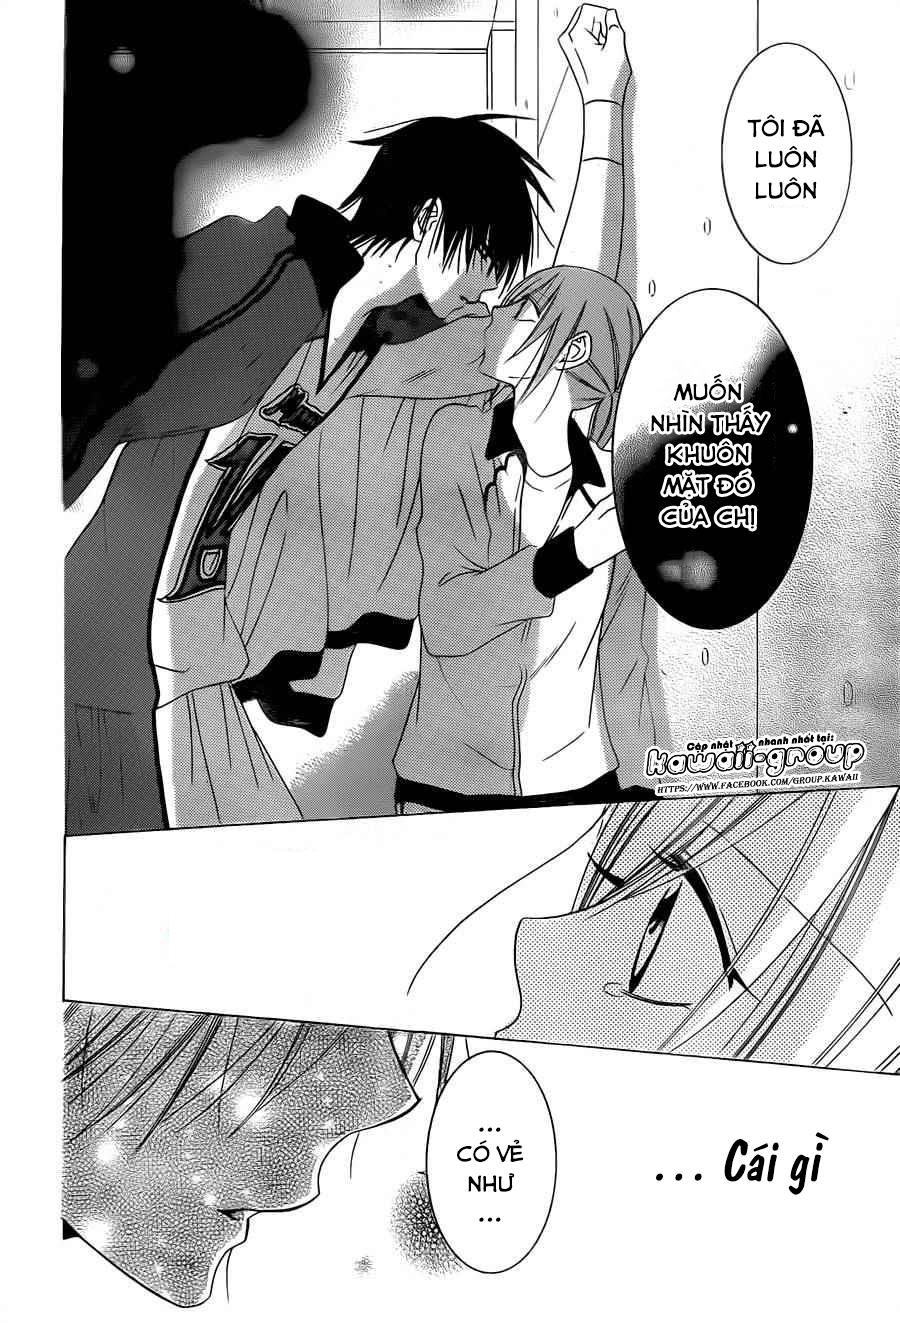 TÔI ĐÃ
LUÔN
LUÔN
MUỐN
NHÌN THẤY
KHUÔN
MẶT ĐÓ
CỦA CHỊ
Cập nhật nhanh nhất tại:
kawaii-group
HTTPS://WWW.FACEBOOK.COM/GROUP.KAWAII
...
CÓ VẺ
NHƯ
...
... Cái gì